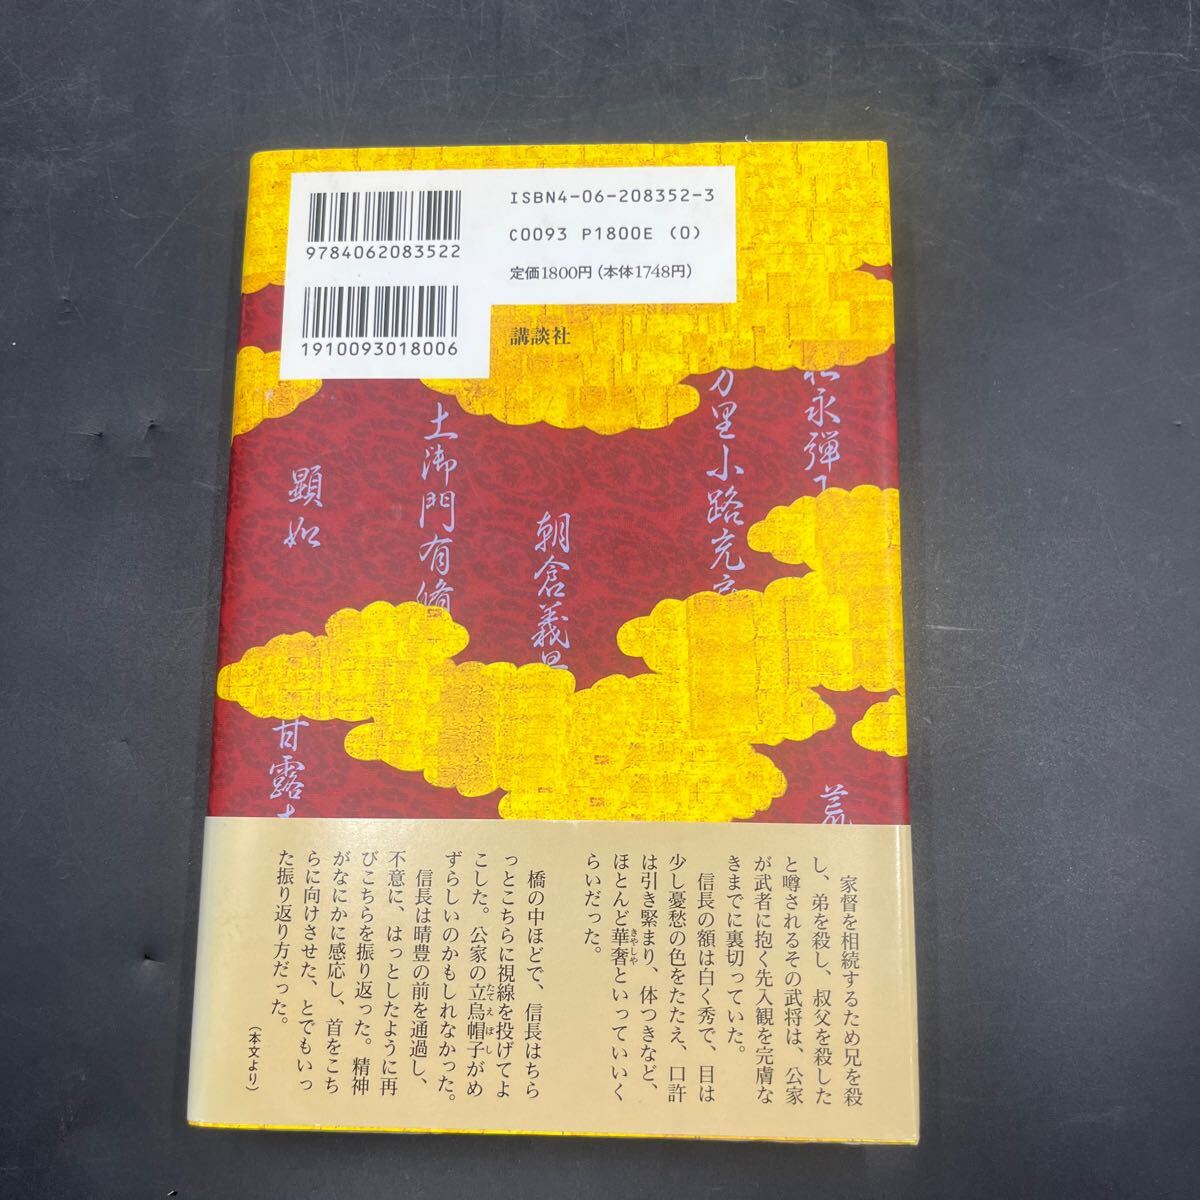 ISBN4-06-208352-3
C0093 P1800E (0)
定価1800円(本体1748円)
9784062083522
1910093018006
講談社
松永弾
万里小路充房
朝倉義景
土御門有脩
顕如
甘露寺
荒
家督を相続するため兄を殺
し、弟を殺し、叔父を殺した
と噂されるその武将は、公家
が武者に抱く先入観を完膚な
きまでに裏切っていた。
信長の額は白く秀で、目は
少し憂愁の色をたたえ、口許
は引き緊まり、体つきなど、
ほとんど華奢といっていいく
らいだった。
橋の中ほどで、信長はちら
っとこちらに視線を投げてよ
こした。公家の立烏帽子がめ
ずらしいのかもしれなかった。
信長は晴豊の前を通過し、
不意に、はっとしたように再
びこちらを振り返った。精神
がなにかに感応し、首をこち
らに向けさせた、とでもいっ
た振り返り方だった。
(本文より)